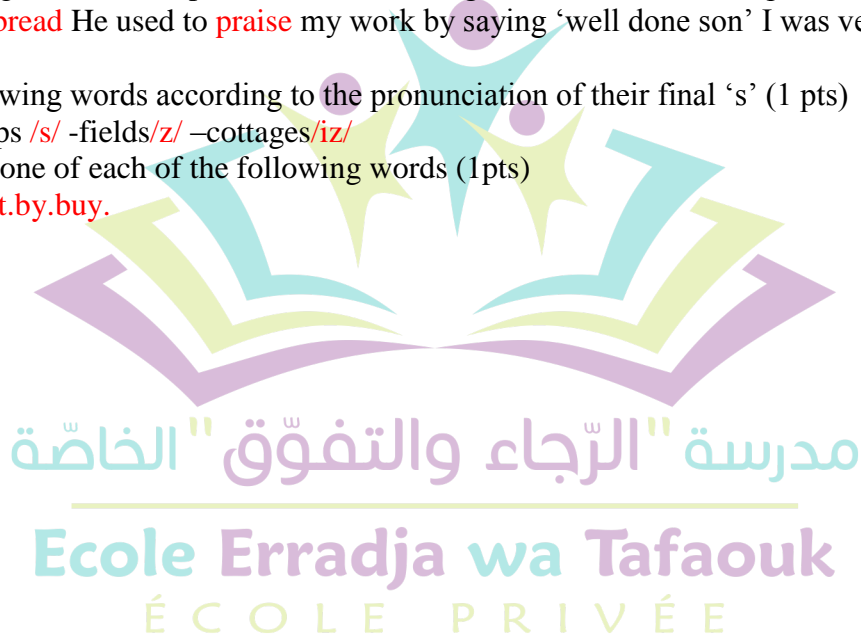 spread He used to praise my work by saying ‘well done son’ I was
wing words according to the pronunciation of their final ‘s’ (1 pts)
ps /s/ -fields/z/ –cottages/iz/
one of each of the following words (1pts)
t.by.buy.
مدرسة "الرّجاء والتفوّق" الخاصّة
Ecole Erradja wa Tafaouk
ÉCOLE PRIVÉE